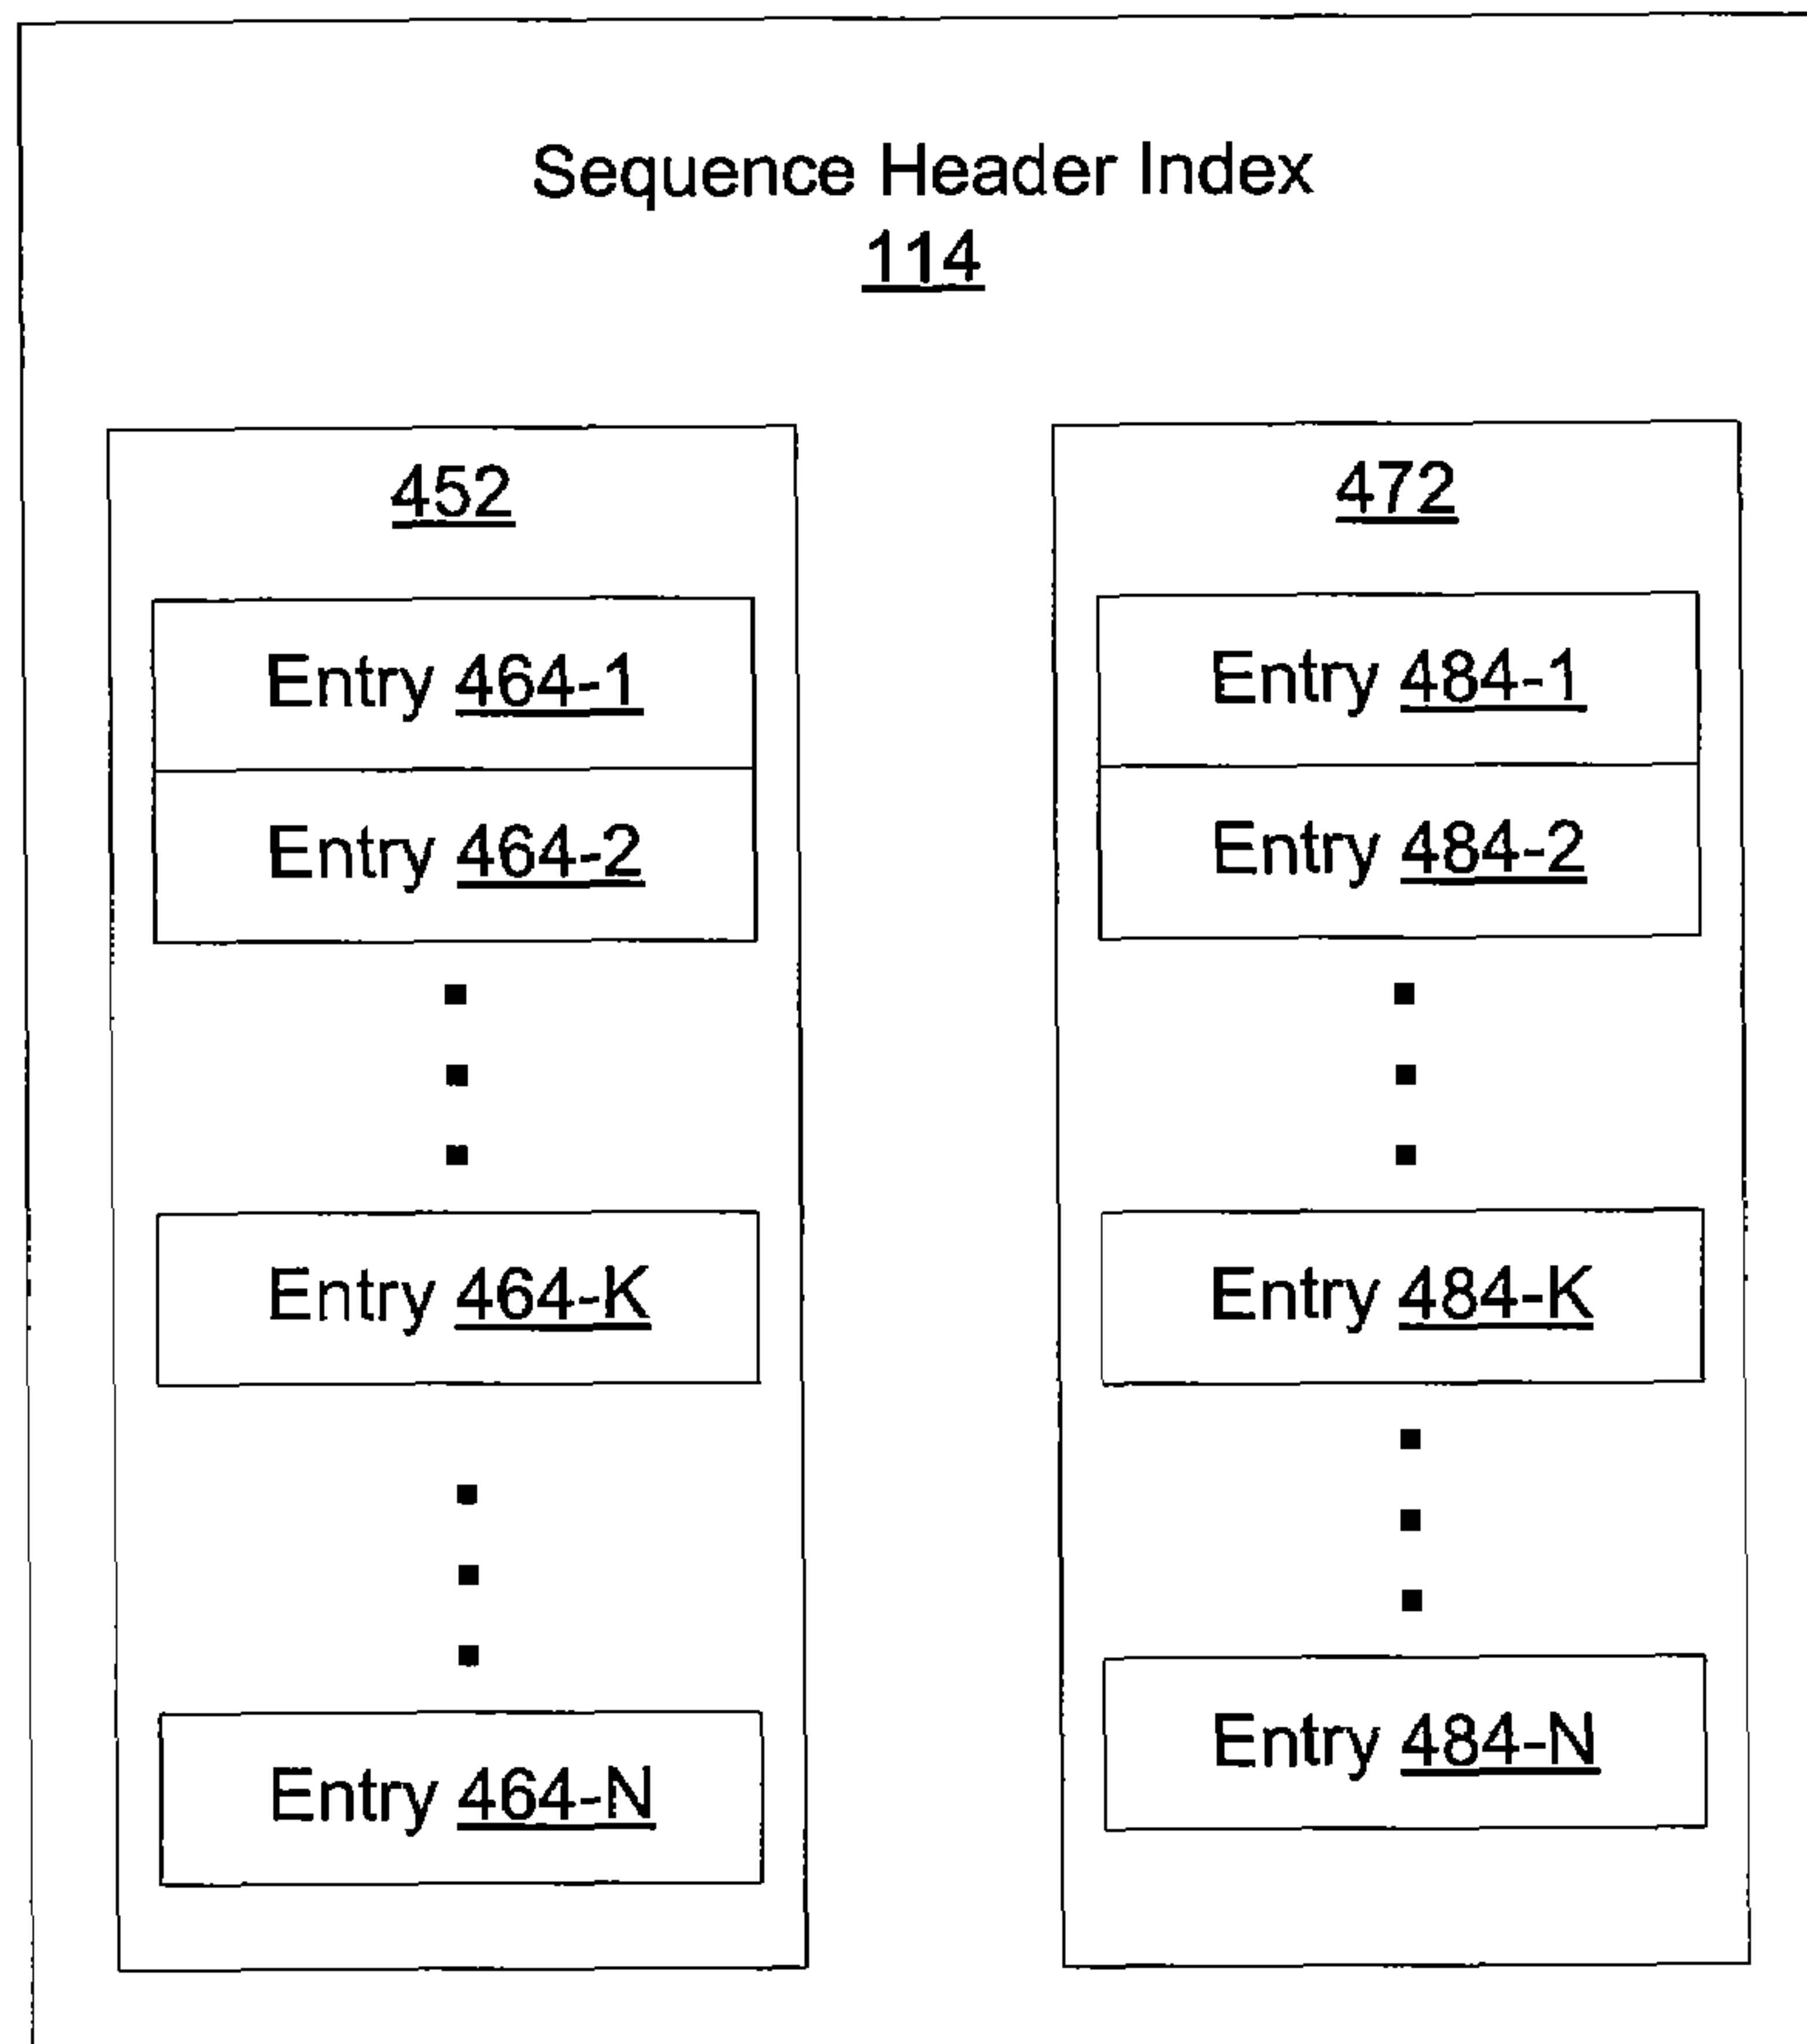 Sequence Header Index
114
452
Entry 464-1
Entry 464-2
Entry 464-K
Entry 464-N
472
Entry 484-1
Entry 484-2
Entry 484-K
Entry 484-N